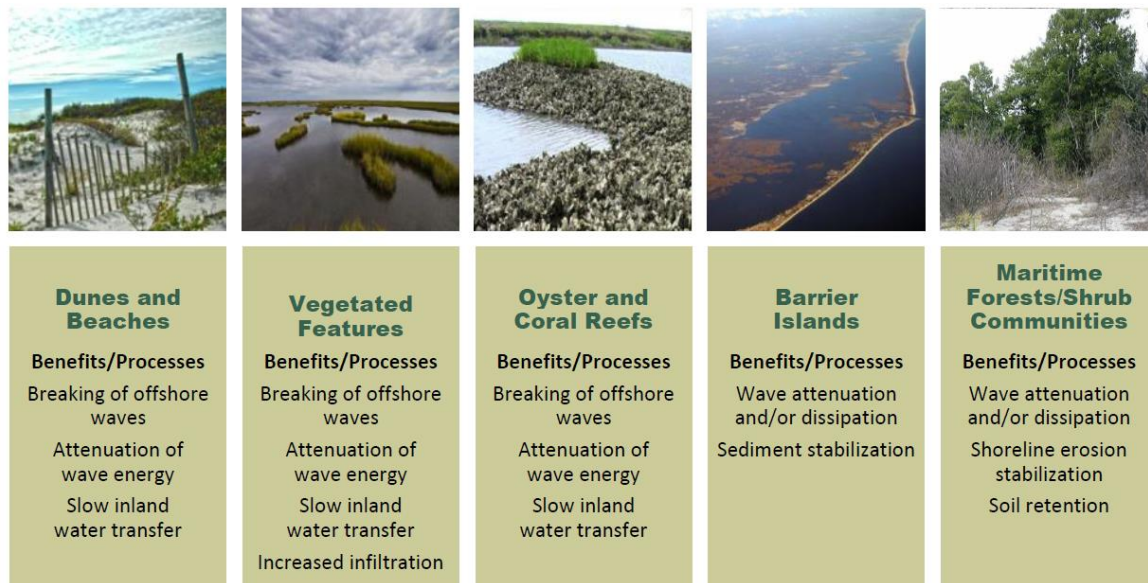 Dunes and
Beaches
Benefits/Processes
Breaking of offshore
waves
Attenuation of
wave energy
Slow inland
water transfer
Vegetated
Features
Benefits/Processes
Breaking of offshore
waves
Attenuation of
wave energy
Slow inland
water transfer
Increased infiltration
Oyster and
Coral Reefs
Benefits/Processes
Breaking of offshore
waves
Attenuation of
wave energy
Slow inland
water transfer
Barrier
Islands
Benefits/Processes
Wave attenuation
and/or dissipation
Sediment stabilization
Maritime
Forests/Shrub
Communities
Benefits/Processes
Wave attenuation
and/or dissipation
Shoreline erosion
stabilization
Soil retention